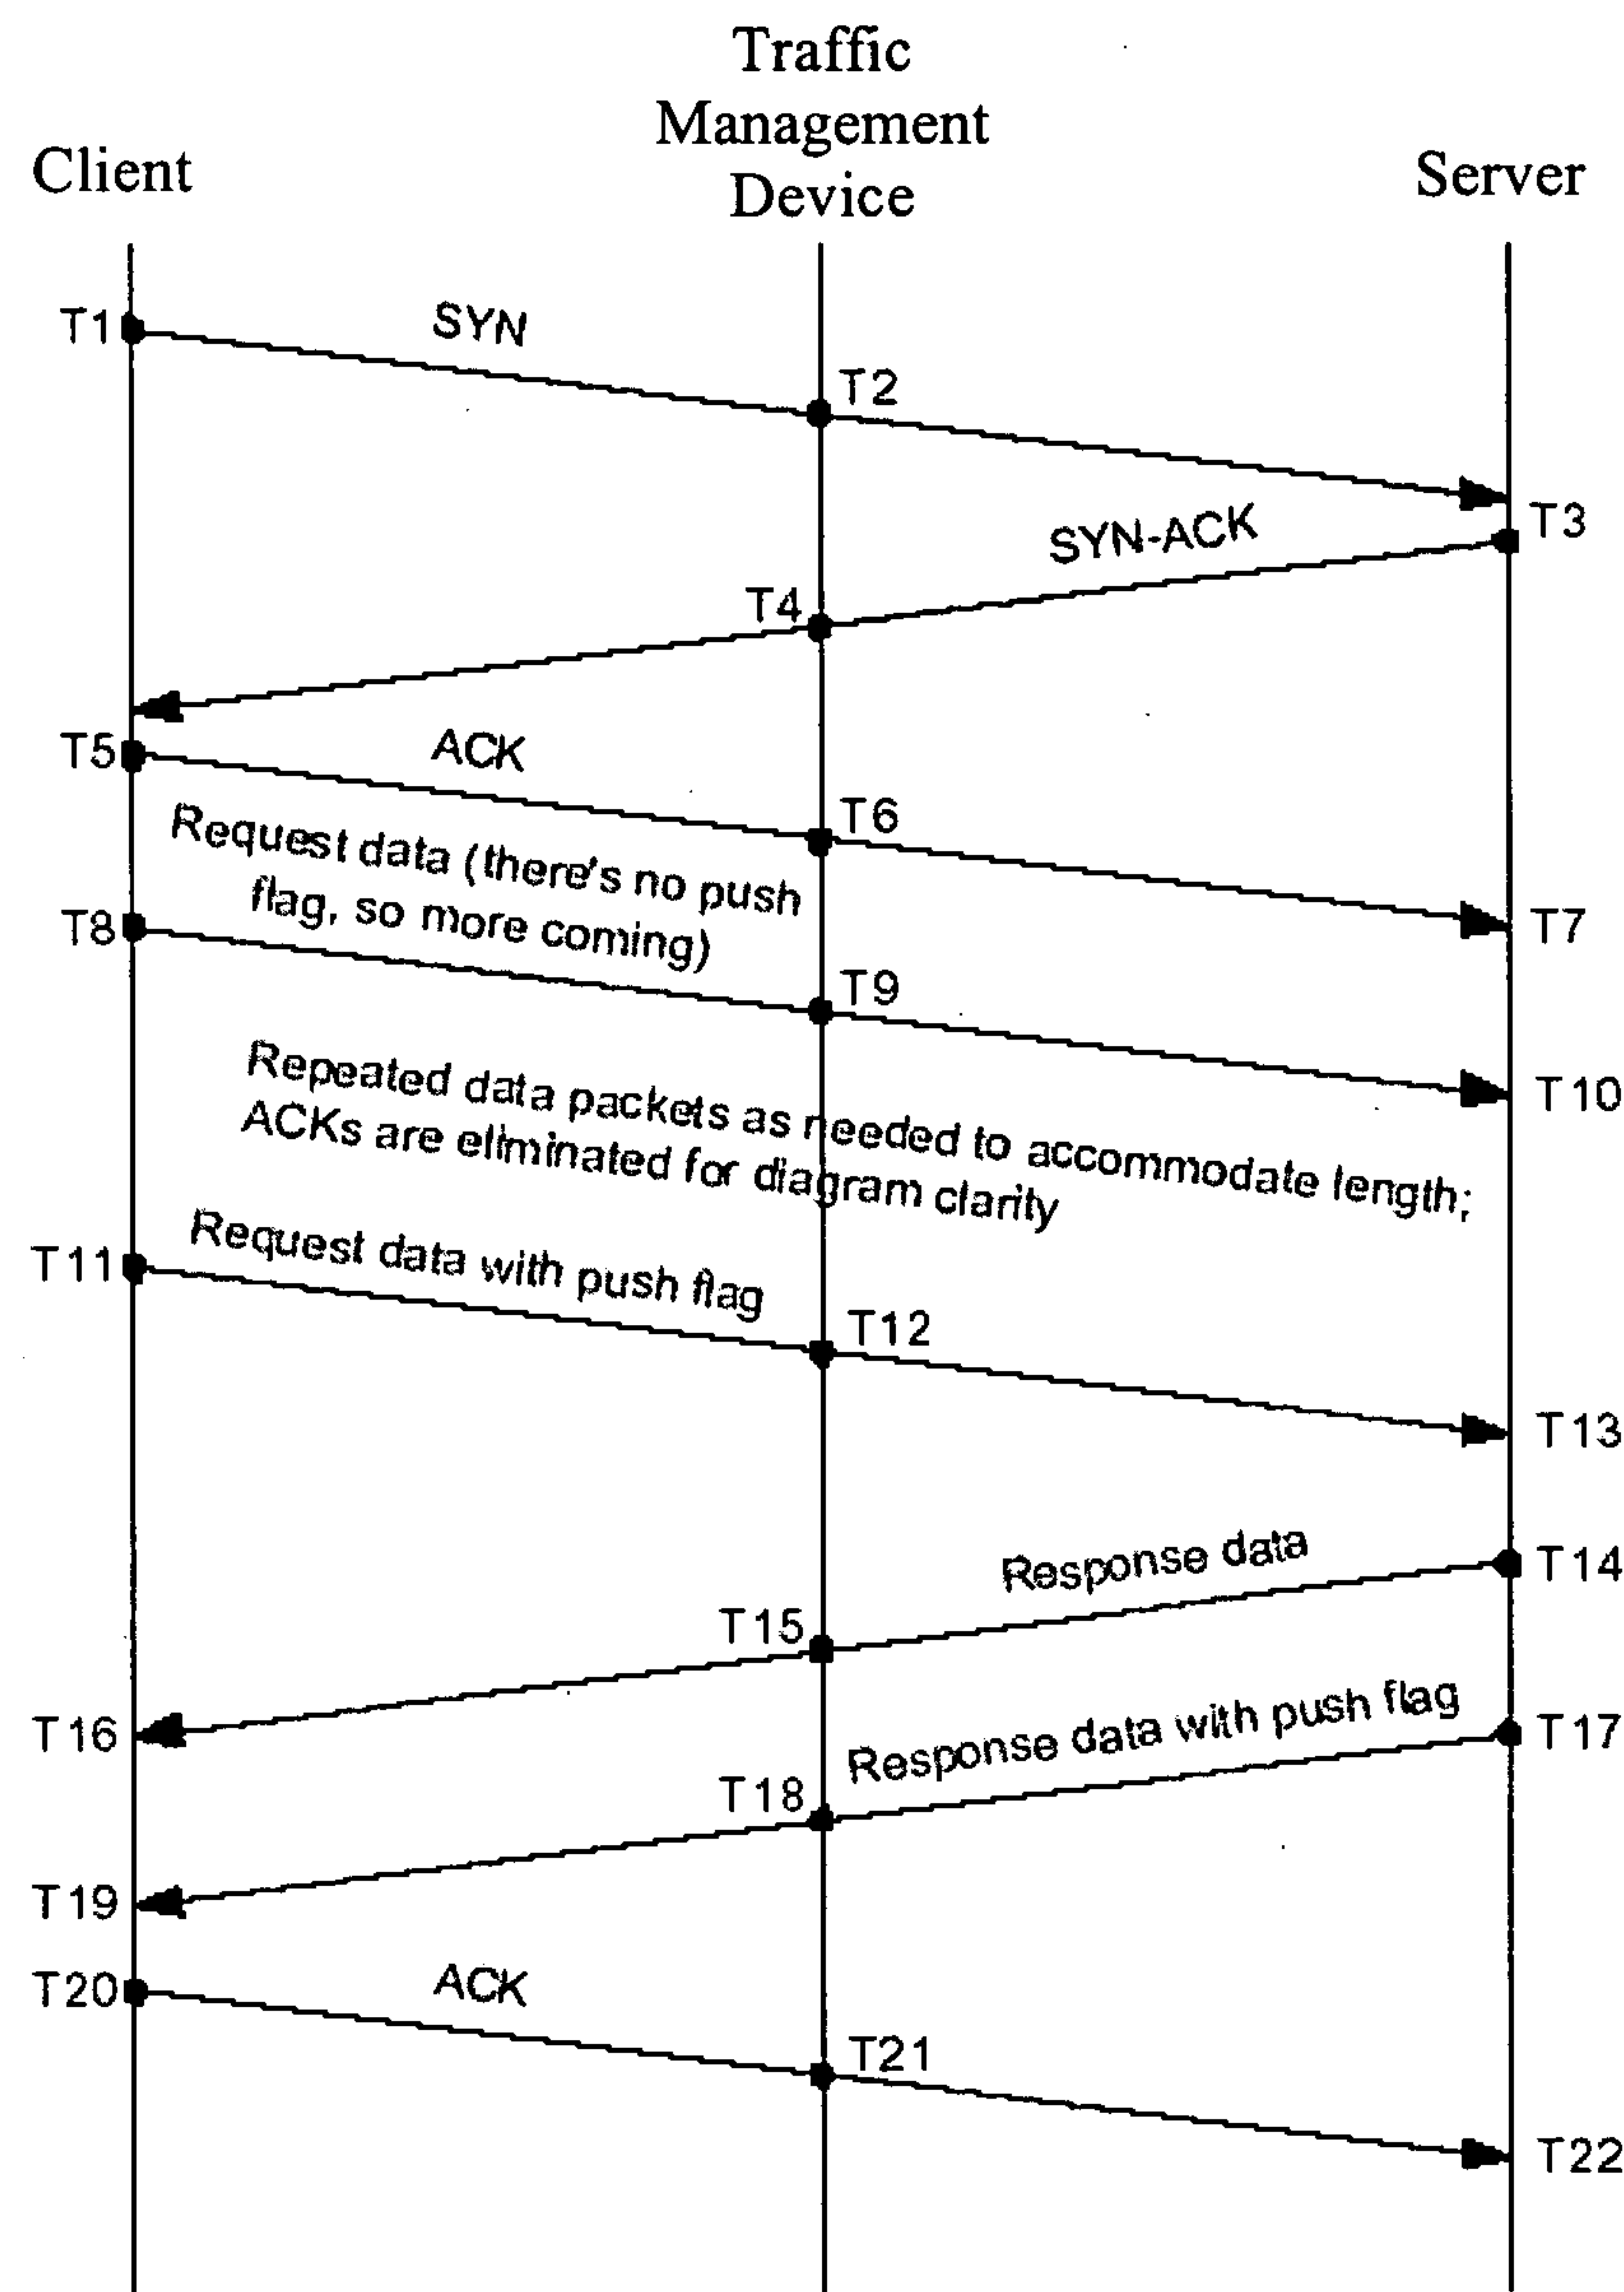 Traffic
Management
Device
Client
Server
T1
SYN
T2
T3
SYN-ACK
T4
T5
ACK
T6
Request data (there's no push
flag, so more coming)
T7
T8
T9
Repeated data packets as needed to accommodate length;
ACKs are eliminated for diagram clarity
T10
Request data with push flag
T11
T12
T13
Response data
T14
T15
T16
Response data with push flag
T17
T18
T19
T20
ACK
T21
T22